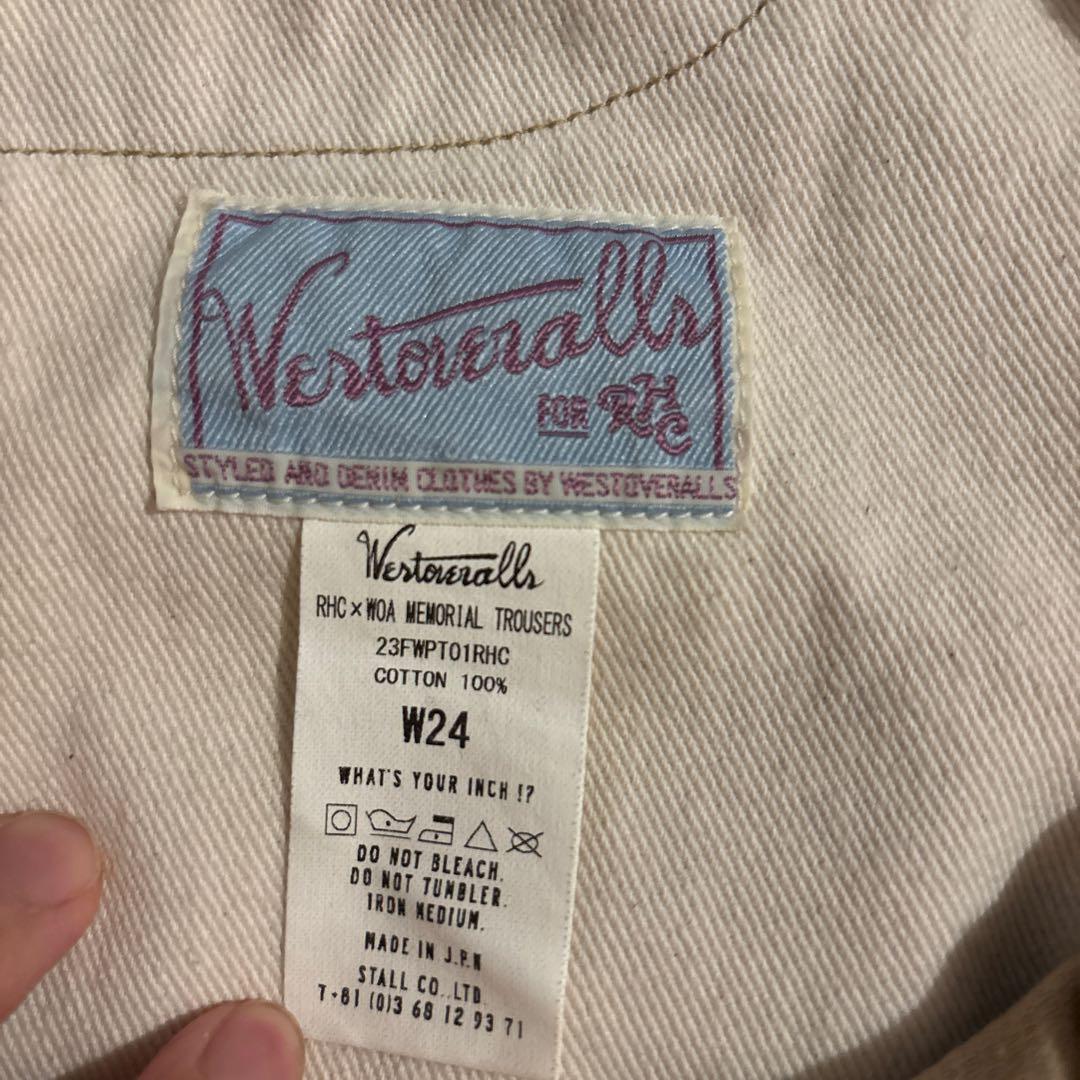 Westoveralls
FOR RHC
STYLED AND DENIM CLOTHES BY WESTOVERALLS
Westoveralls
RHC×WOA MEMORIAL TROUSERS
23FWPT01RHC
COTTON 100%
W24
WHAT'S YOUR INCH !?
DO NOT BLEACH.
DO NOT TUMBLER.
IRON MEDIUM.
MADE IN J.P.N
STALL CO.,LTD.
T+81 (0)3 68 12 93 71